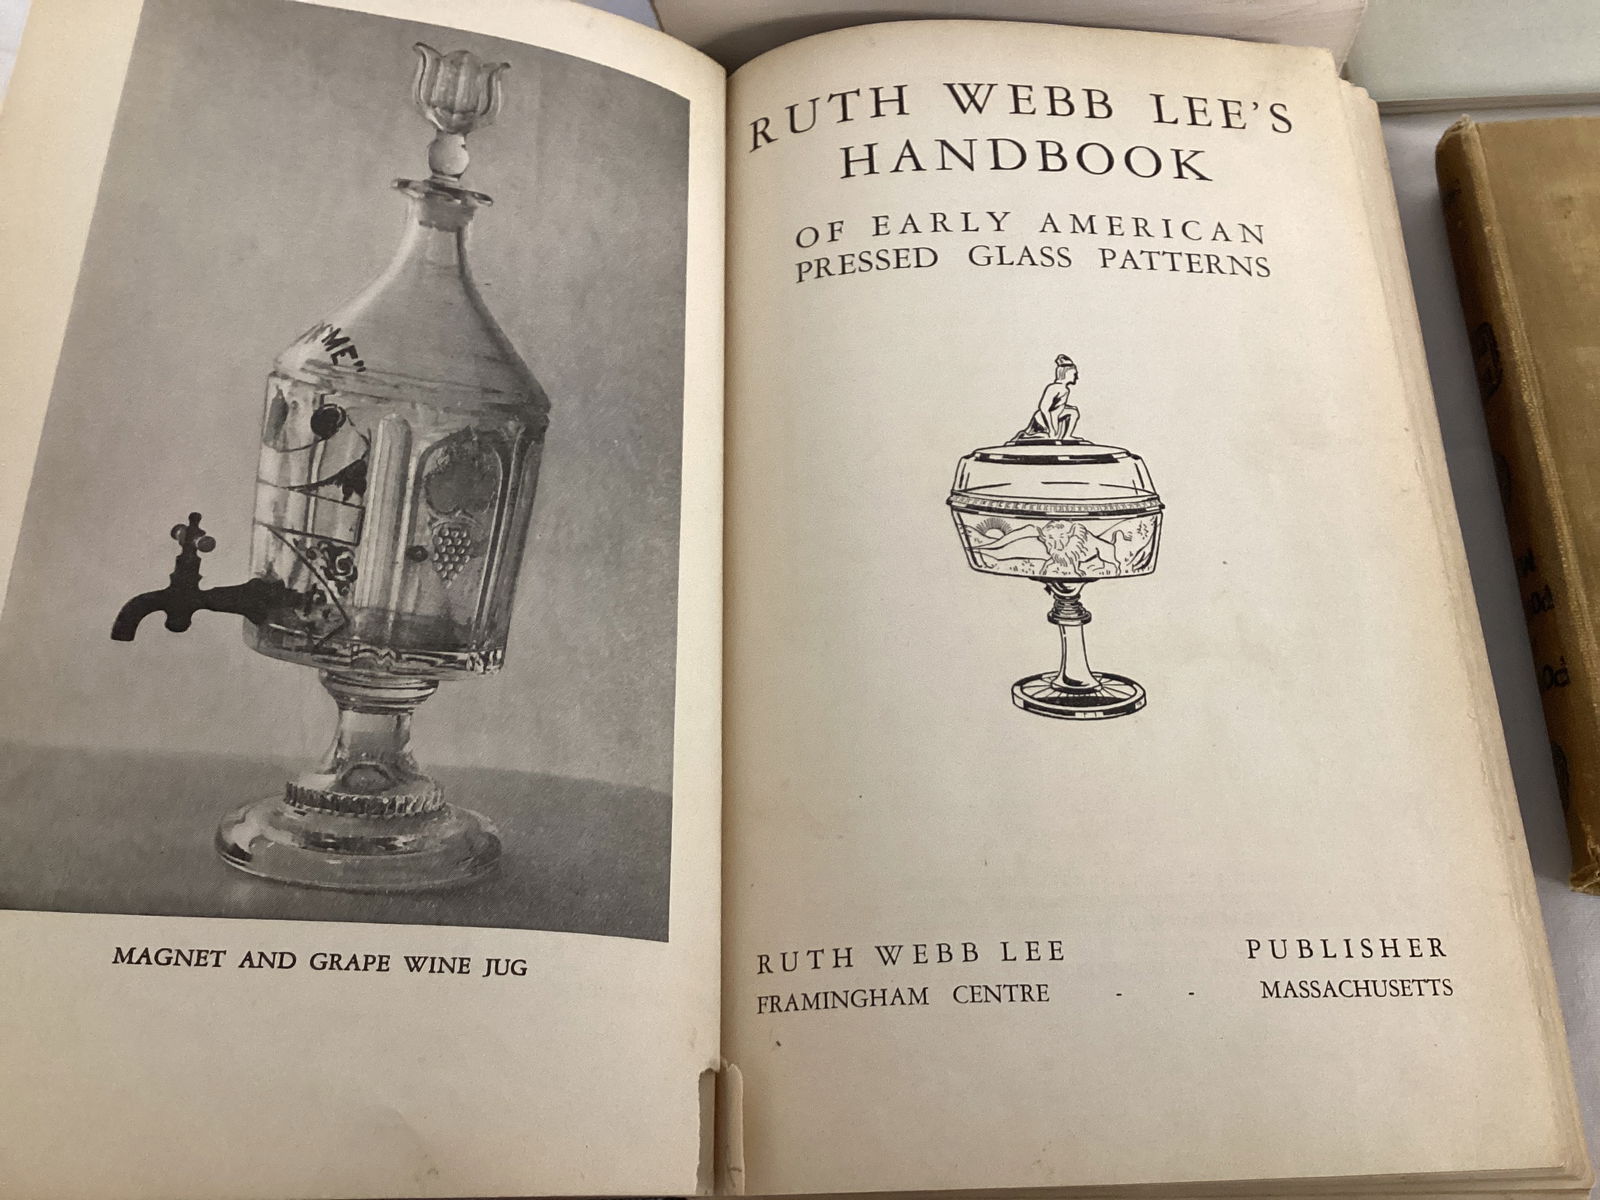 "ME"
MAGNET AND GRAPE WINE JUG
RUTH WEBB LEE'S
HANDBOOK
OF EARLY AMERICAN
PRESSED GLASS PATTERNS
RUTH WEBB LEE PUBLISHER
FRAMINGHAM CENTRE - - MASSACHUSETTS